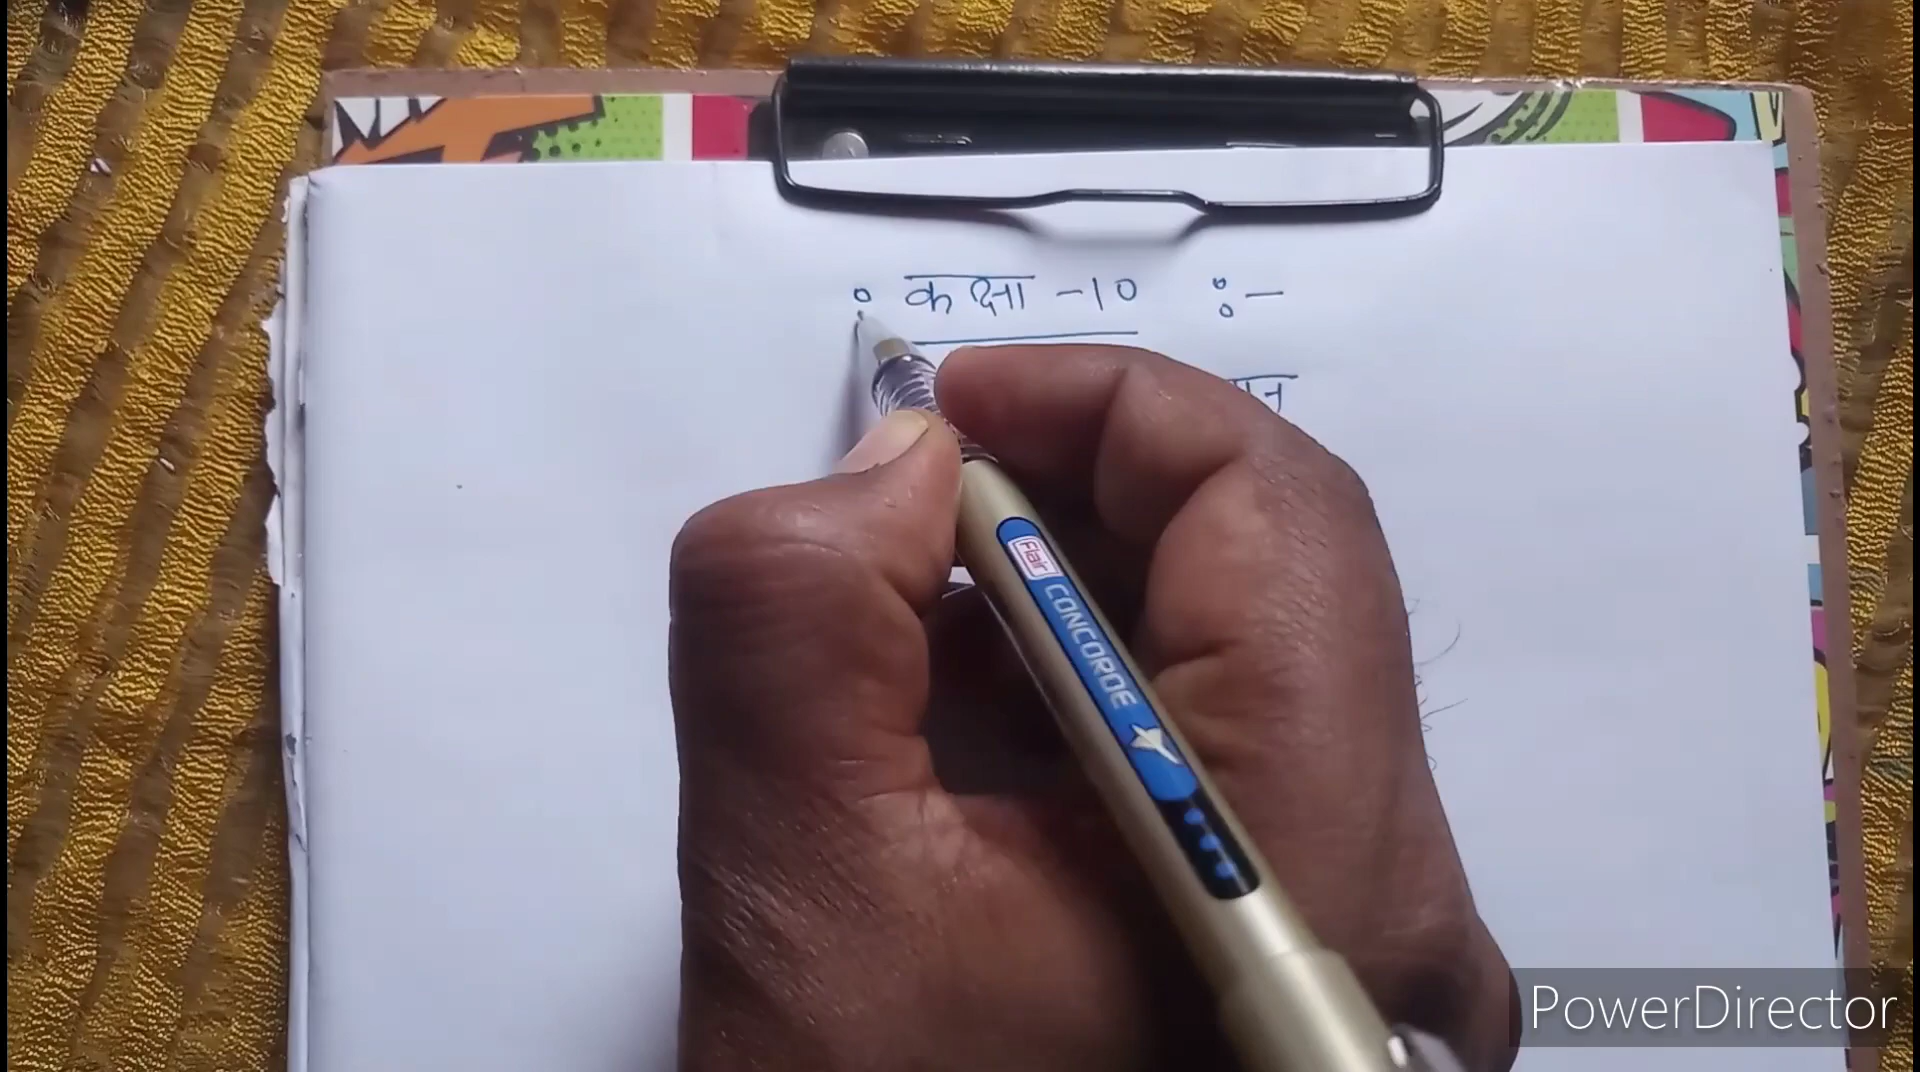 : कक्षा -10 :-
Flair
CONCORDE
PowerDirector